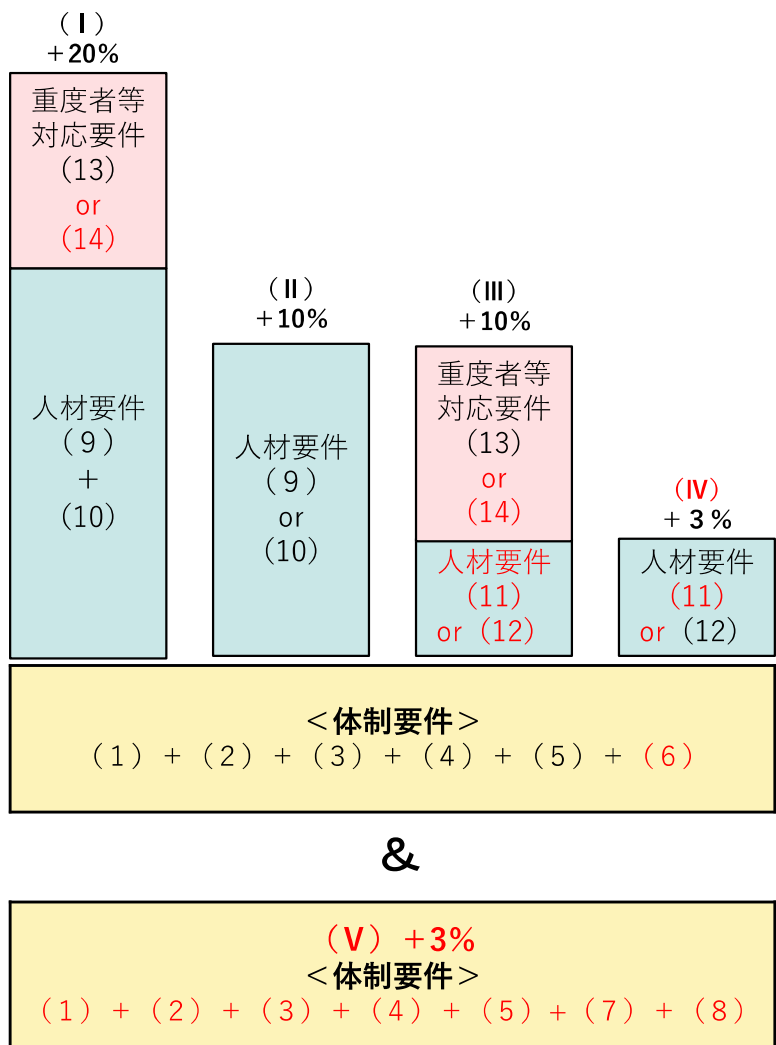 （Ⅰ）
+20%
重度者等
対応要件
(13)
or
(14)
人材要件
（９）
+
(10)
（Ⅱ）
+10%
人材要件
（９）
or
(10)
（Ⅲ）
+10%
重度者等
対応要件
(13)
or
(14)
人材要件
(11)
or（12）
（Ⅳ）
+３%
人材要件
(11)
or（12）
＜体制要件＞
（１）+（２）+（３）+（４）+（５）+（６）
&
（Ⅴ）+3%
＜体制要件＞
（１）+（２）+（３）+（４）+（５）+（７）+（８）